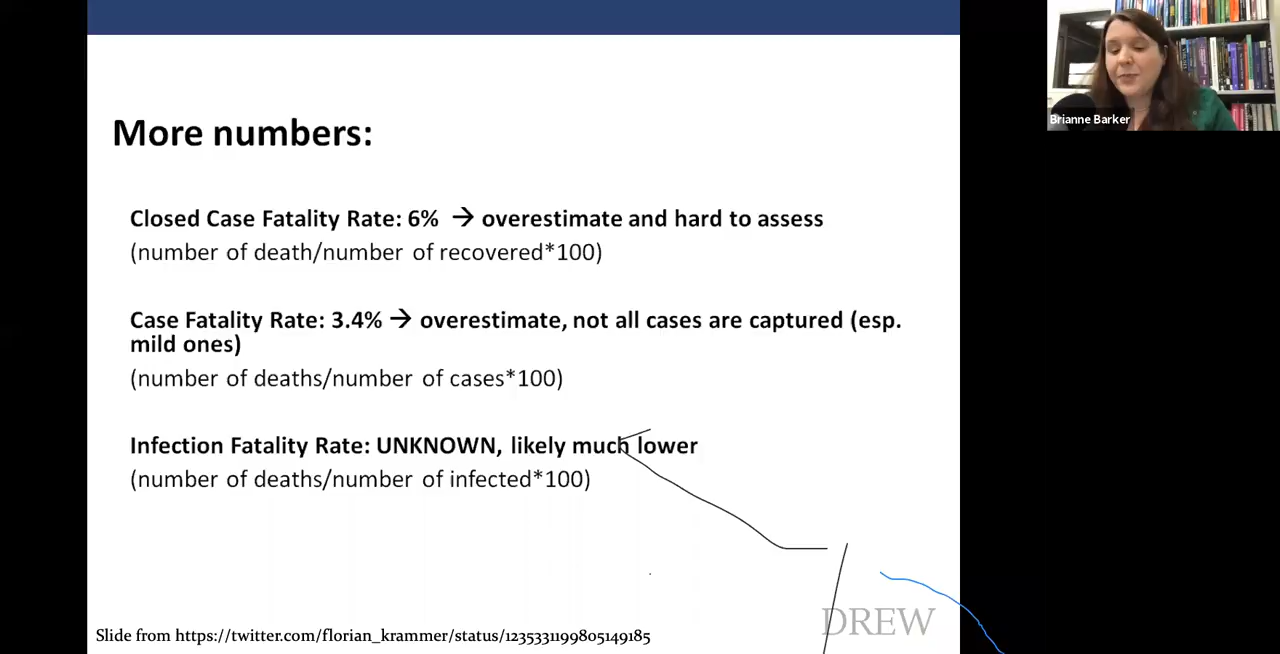 Brianne Barker
More numbers:
Closed Case Fatality Rate: 6% → overestimate and hard to assess
(number of death/number of recovered*100)
Case Fatality Rate: 3.4% → overestimate, not all cases are captured (esp.
mild ones)
(number of deaths/number of cases*100)
Infection Fatality Rate: UNKNOWN, likely much lower
(number of deaths/number of infected*100)
DREW
Slide from https://twitter.com/florian_krammer/status/1235331199805149185